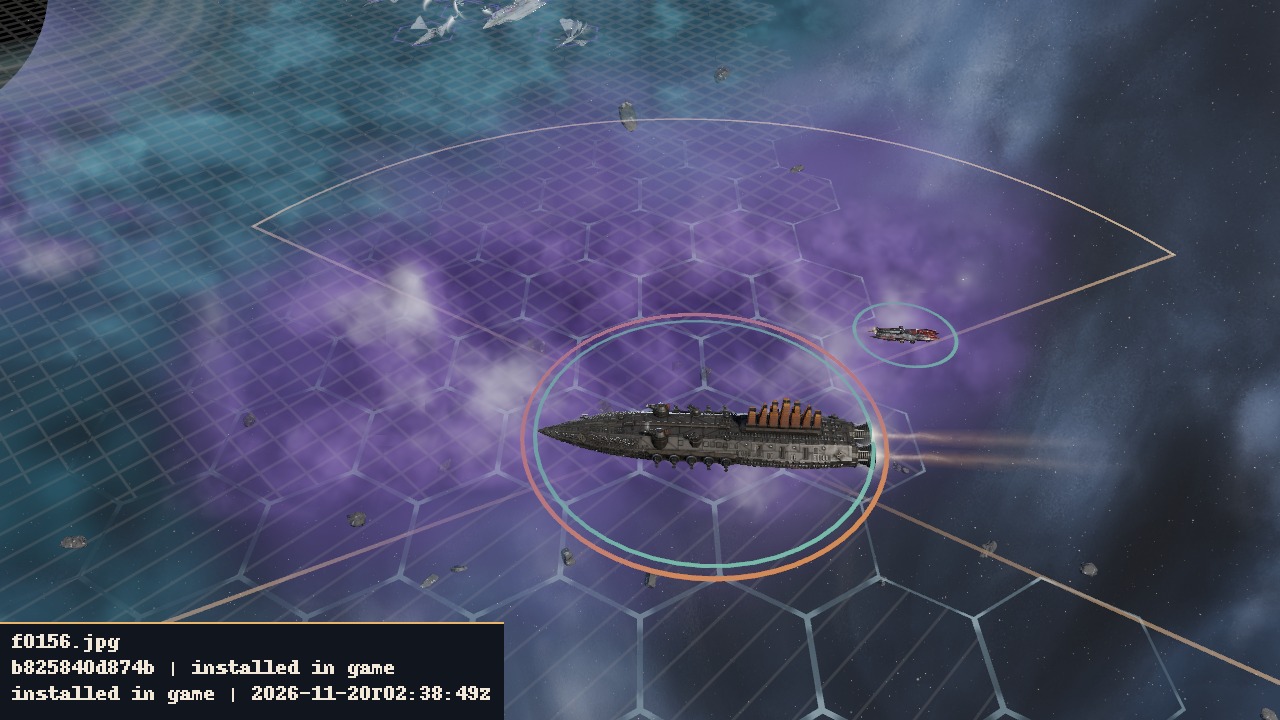 f0156.jpg
b825840d874b | installed in game
installed in game | 2026-11-20T02:38:49z